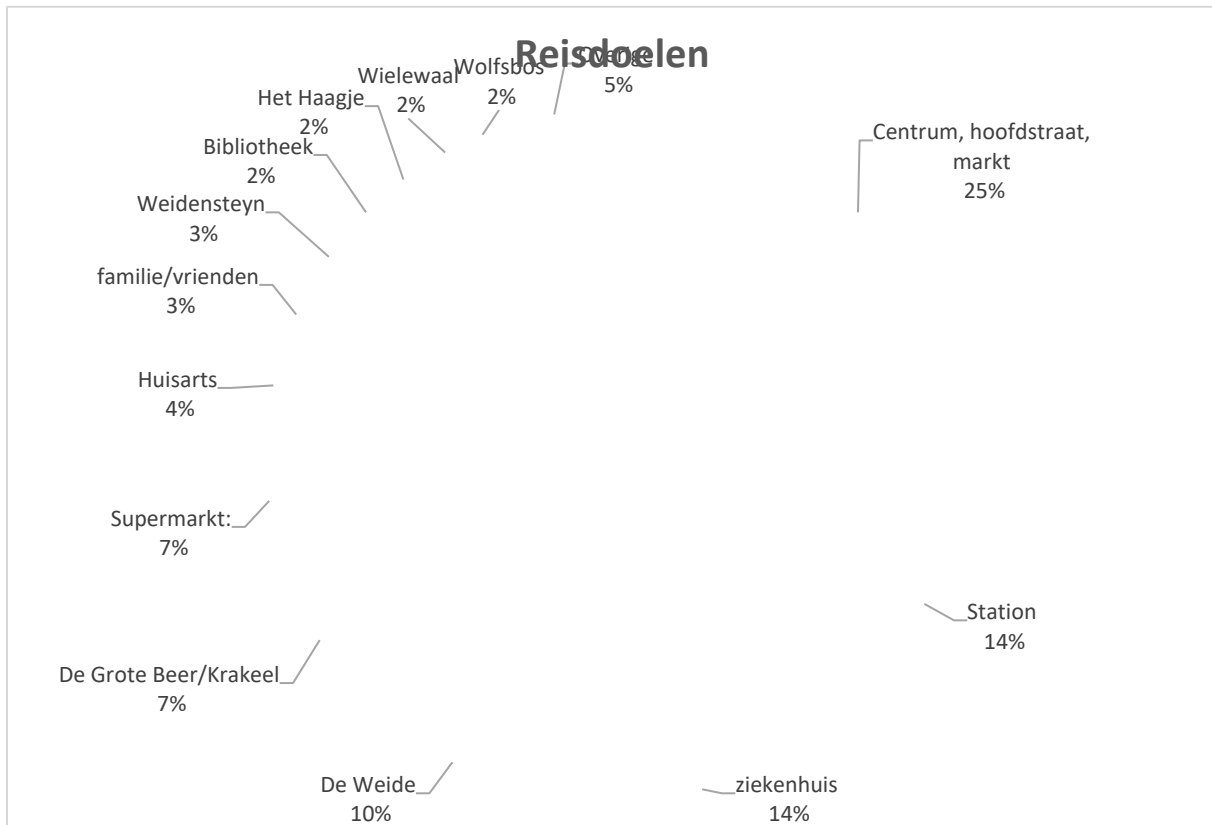 Reisdoelen
Overige
5%
Centrum, hoofdstraat,
markt
25%
Station
14%
ziekenhuis
14%
De Weide
10%
De Grote Beer/Krakeel
7%
Supermarkt:
7%
Huisarts
4%
familie/vrienden
3%
Weidensteyn
3%
Bibliotheek
2%
Het Haagje
2%
Wielewaal
2%
Wolfsbos
2%